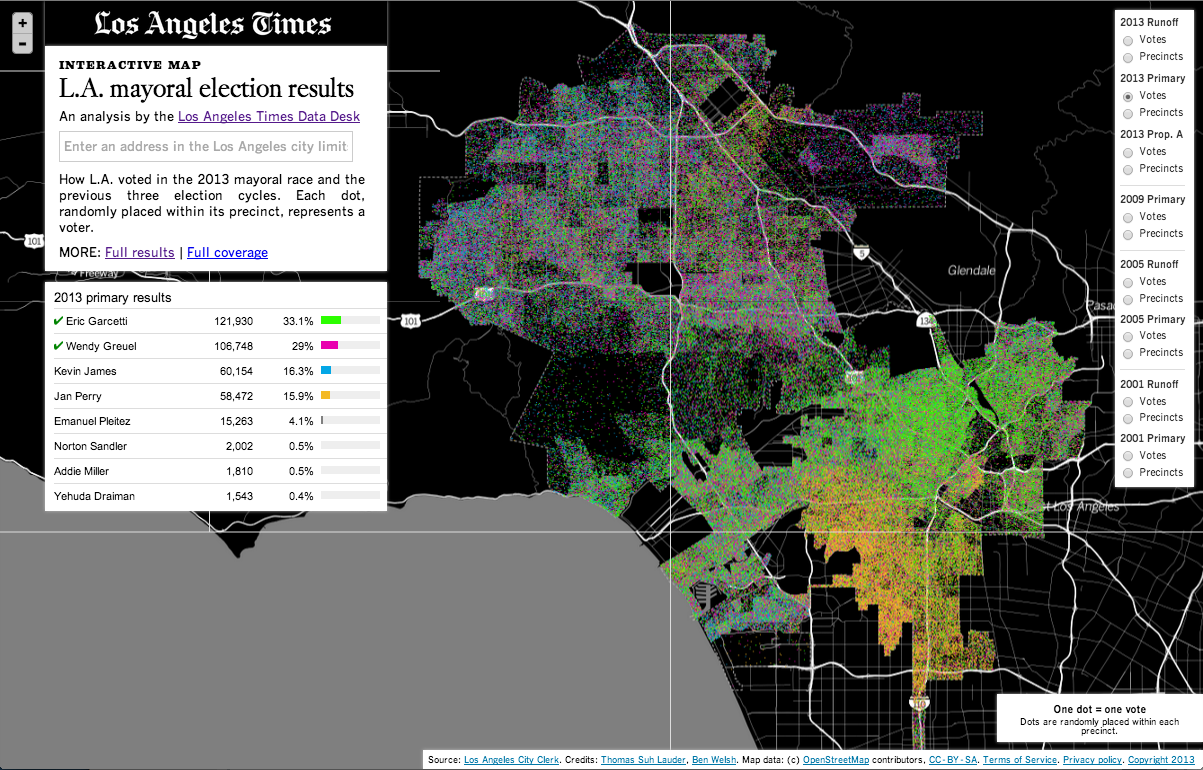 +
-
Los Angeles Times
INTERACTIVE MAP
L.A. mayoral election results
An analysis by the Los Angeles Times Data Desk
Enter an address in the Los Angeles city limit
How L.A. voted in the 2013 mayoral race and the
previous three election cycles. Each dot,
randomly placed within its precinct, represents a
voter.
MORE: Full results | Full coverage
Freeway
2013 primary results
✔ Eric Garcetti 121,930 33.1%
✔ Wendy Greuel 106,748 29%
Kevin James 60,154 16.3%
Jan Perry 58,472 15.9%
Emanuel Pleitez 15,263 4.1%
Norton Sandler 2,002 0.5%
Addie Miller 1,810 0.5%
Yehuda Draiman 1,543 0.4%
101
101
5
Glendale
134
Pasa
t Los Angeles
2013 Runoff
Votes
Precincts
2013 Primary
Votes
Precincts
2013 Prop. A
Votes
Precincts
2009 Primary
Votes
Precincts
2005 Runoff
Votes
Precincts
2005 Primary
Votes
Precincts
2001 Runoff
Votes
Precincts
2001 Primary
Votes
Precincts
One dot = one vote
Dots are randomly placed within each
precinct.
Source: Los Angeles City Clerk. Credits: Thomas Suh Lauder, Ben Welsh. Map data: (c) OpenStreetMap contributors, CC-BY-SA. Terms of Service. Privacy policy. Copyright 2013